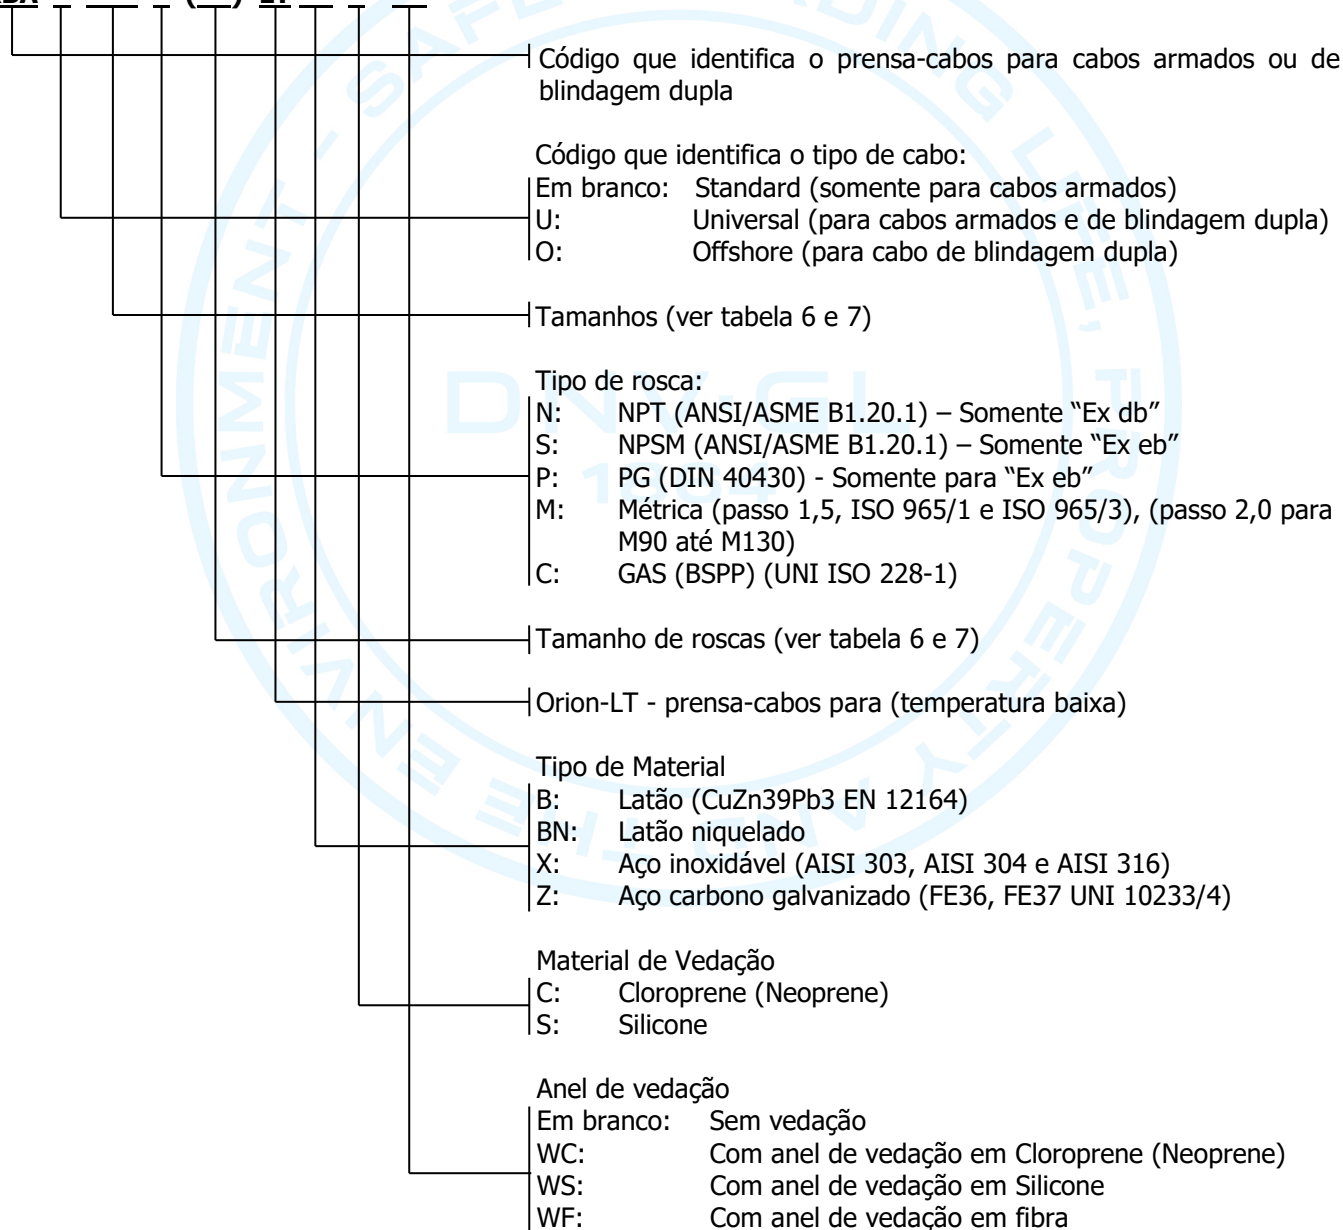 Código que identifica o prensa-cabos para cabos armados ou de
blindagem dupla
Código que identifica o tipo de cabo:
Em branco: Standard (somente para cabos armados)
U: Universal (para cabos armados e de blindagem dupla)
O: Offshore (para cabo de blindagem dupla)
Tamanhos (ver tabela 6 e 7)
Tipo de rosca:
N: NPT (ANSI/ASME B1.20.1) – Somente “Ex db”
S: NPSM (ANSI/ASME B1.20.1) – Somente “Ex eb”
P: PG (DIN 40430) - Somente para “Ex eb”
M: Métrica (passo 1,5, ISO 965/1 e ISO 965/3), (passo 2,0 para
M90 até M130)
C: GAS (BSPP) (UNI ISO 228-1)
Tamanho de roscas (ver tabela 6 e 7)
Orion-LT - prensa-cabos para (temperatura baixa)
Tipo de Material
B: Latão (CuZn39Pb3 EN 12164)
BN: Latão niquelado
X: Aço inoxidável (AISI 303, AISI 304 e AISI 316)
Z: Aço carbono galvanizado (FE36, FE37 UNI 10233/4)
Material de Vedação
C: Cloroprene (Neoprene)
S: Silicone
Anel de vedação
Em branco: Sem vedação
WC: Com anel de vedação em Cloroprene (Neoprene)
WS: Com anel de vedação em Silicone
WF: Com anel de vedação em fibra
DNV·GL